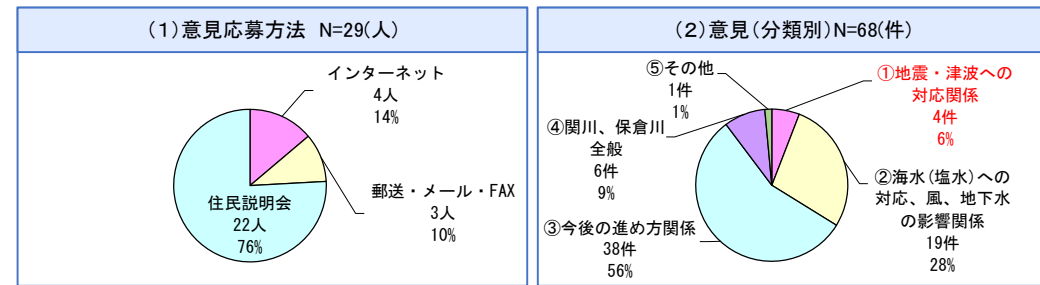 (1)意見応募方法 N=29(人)
インターネット
4人
14%
郵送・メール・FAX
3人
10%
住民説明会
22人
76%
(2)意見(分類別)N=68(件)
①地震・津波への
対応関係
4件
6%
②海水(塩水)への
対応、風、地下水
の影響関係
19件
28%
③今後の進め方関係
38件
56%
④関川、保倉川
全般
6件
9%
⑤その他
1件
1%